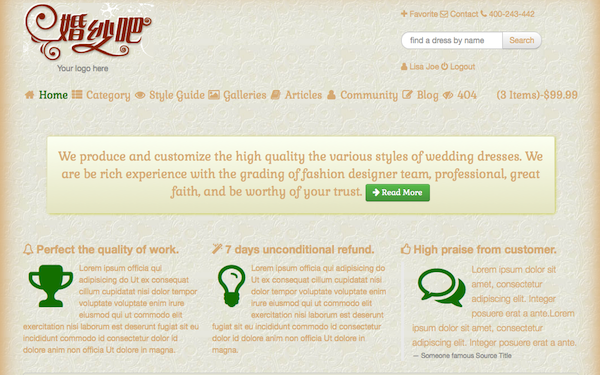 婚纱吧
Your logo here
Favorite Contact 400-243-442
find a dress by name Search
Lisa Joe Logout
Home Category Style Guide Galleries Articles Community Blog 404 (3 Items)-$99.99
We produce and customize the high quality the various styles of wedding dresses. We
are be rich experience with the grading of fashion designer team, professional, great
faith, and be worthy of your trust. Read More
Perfect the quality of work.
Lorem ipsum officia qui
adipisicing do Ut ex consequat
cillum cupidatat nisi dolor tempor
voluptate voluptate enim irure
eiusmod qui ut commodo elit
exercitation nisi laborum est deserunt fugiat sit eu
incididunt commodo id consectetur dolor id dolore
dolore anim non officia Ut dolore in magna.
7 days unconditional refund.
Lorem ipsum officia qui adipisicing do
Ut ex consequat cillum cupidatat nisi
dolor tempor voluptate voluptate enim
irure eiusmod qui ut commodo elit
exercitation nisi laborum est deserunt
fugiat sit eu incididunt commodo id consectetur
dolor id dolore dolore anim non officia Ut dolore in
magna.
High praise from customer.
Lorem ipsum dolor sit
amet, consectetur
adipiscing elit. Integer
posuere erat a ante.Lorem
ipsum dolor sit amet, consectetur adipiscing
elit. Integer posuere erat a ante.
— Someone famous Source Title